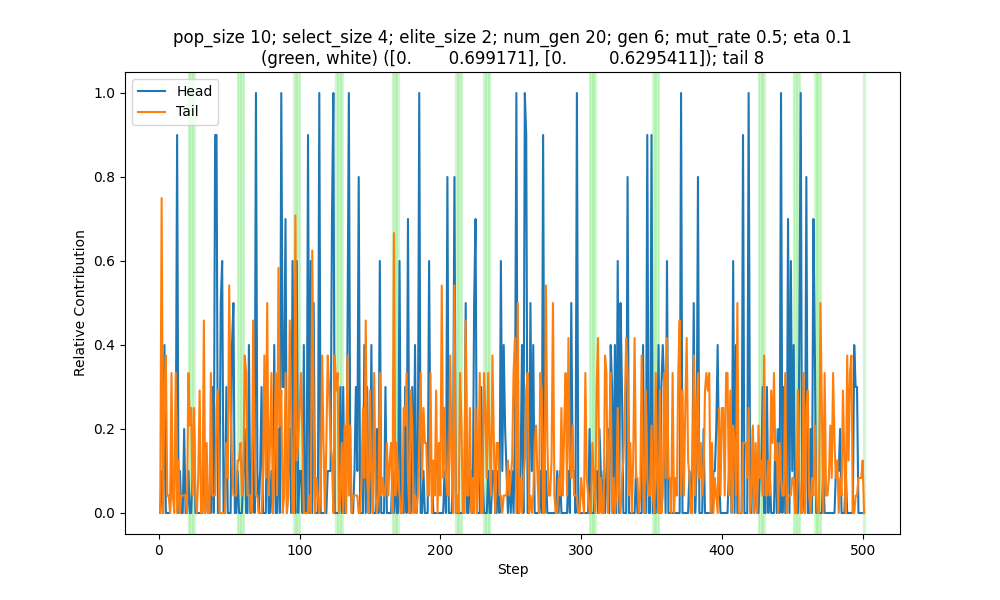 pop_size 10; select_size 4; elite_size 2; num_gen 20; gen 6; mut_rate 0.5; eta 0.1
(green, white) ([0. 0.699171], [0. 0.6295411]); tail 8
Head
Tail
1.0
0.8
0.6
0.4
0.2
0.0
Relative Contribution
0 100 200 300 400 500
Step